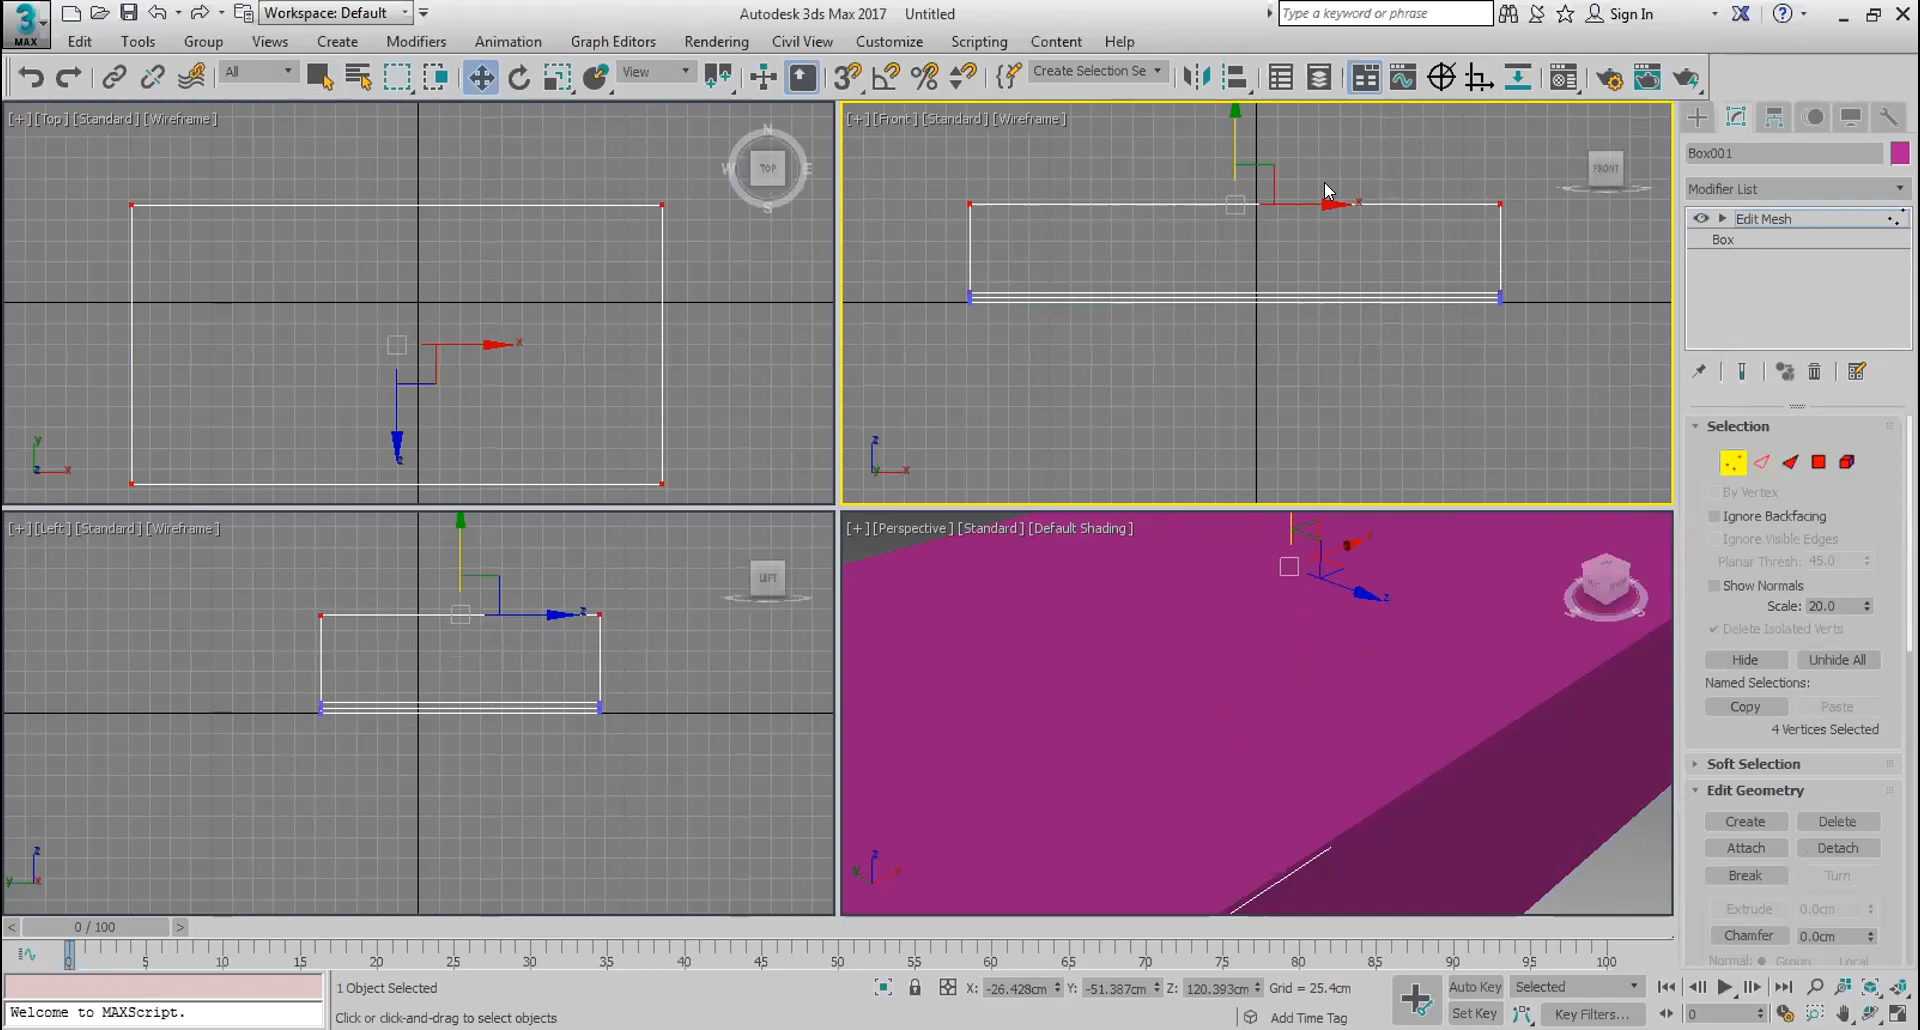 MAX
Workspace: Default
Autodesk 3ds Max 2017 Untitled
Type a keyword or phrase
Sign In
Edit Tools Group Views Create Modifiers Animation Graph Editors Rendering Civil View Customize Scripting Content Help
All
View
Create Selection Se
[+][Top][Standard][Wireframe]
N
W TOP E
S
x
z
y
z x
[+][Front][Standard][Wireframe]
FRONT
x
z
y x
[+][Left][Standard][Wireframe]
LEFT
z
z
y x
[+][Perspective][Standard][Default Shading]
z
z
y x
Box001
Modifier List
Edit Mesh
Box
Selection
By Vertex
Ignore Backfacing
Ignore Visible Edges
Planar Thresh: 45.0
Show Normals
Scale: 20.0
Delete Isolated Verts
Hide Unhide All
Named Selections:
Copy Paste
4 Vertices Selected
Soft Selection
Edit Geometry
Create Delete
Attach Detach
Break Turn
Extrude 0.0cm
Chamfer 0.0cm
Normal: Group Local
< 0 / 100 >
0 5 10 15 20 25 30 35 40 45 50 55 60 65 70 75 80 85 90 95 100
1 Object Selected
X: -26.428cm Y: -51.387cm Z: 120.393cm Grid = 25.4cm
Auto Key Selected
Welcome to MAXScript.
Click or click-and-drag to select objects
Add Time Tag
Set Key Key Filters...
0